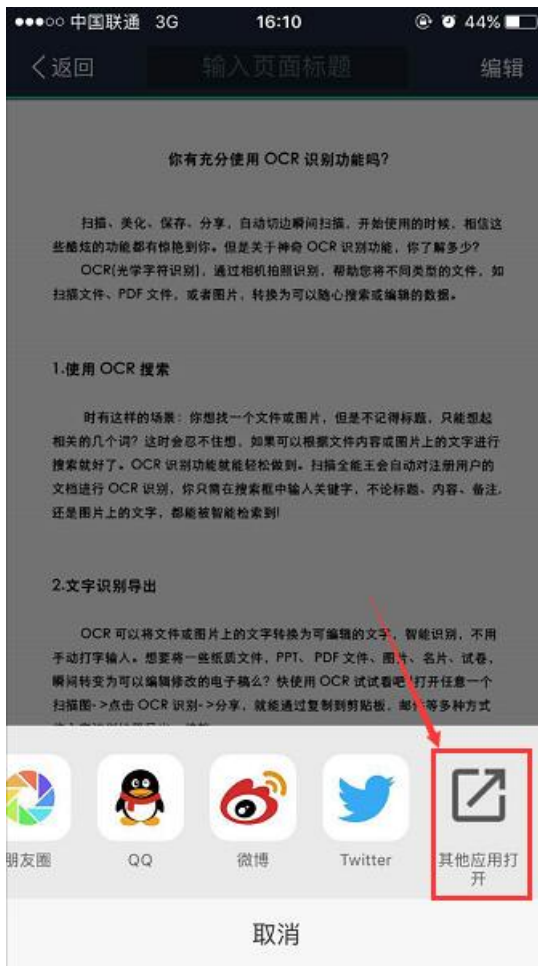 中国联通 3G 16:10 44%
返回 输入页面标题 编辑
你有充分使用 OCR 识别功能吗?
扫描、美化、保存、分享,自动切边瞬间扫描,开始使用的时候,相信这
些酷炫的功能都有惊艳到你。但是关于神奇 OCR 识别功能,你了解多少?
OCR(光学字符识别),通过相机拍照识别,帮助您将不同类型的文件,如
扫描文件、PDF 文件,或者图片,转换为可以随心搜索或编辑的数据。
1.使用 OCR 搜索
时有这样的场景:你想找一个文件或图片,但是不记得标题,只能想起
相关的几个词?这时会忍不住想,如果可以根据文件内容或图片上的文字进行
搜索就好了。OCR 识别功能就能轻松做到。扫描全能王会自动对注册用户的
文档进行 OCR 识别,你只需在搜索框中输入关键字,不论标题、内容、备注,
还是图片上的文字,都能被智能检索到!
2.文字识别导出
OCR 可以将文件或图片上的文字转换为可编辑的文字,智能识别,不用
手动打字输入。想要将一些纸质文件,PPT、PDF 文件、图片、名片、试卷,
瞬间转变为可以编辑修改的电子稿么?快使用 OCR 试试看吧!打开任意一个
扫描图->点击 OCR 识别->分享,就能通过复制到剪贴板,邮件等多种方式
朋友圈 QQ 微博 Twitter 其他应用打
开
取消